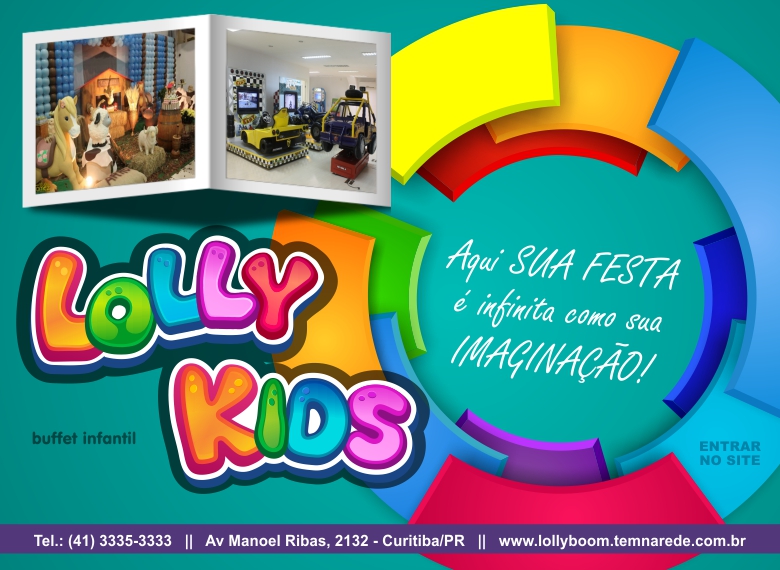 LOLLY
KIDS
buffet infantil
Aqui SUA FESTA
é infinita como sua
IMAGINAÇÃO!
ENTRAR
NO SITE
Tel.: (41) 3335-3333 || Av Manoel Ribas, 2132 - Curitiba/PR || www.lollyboom.temnarede.com.br